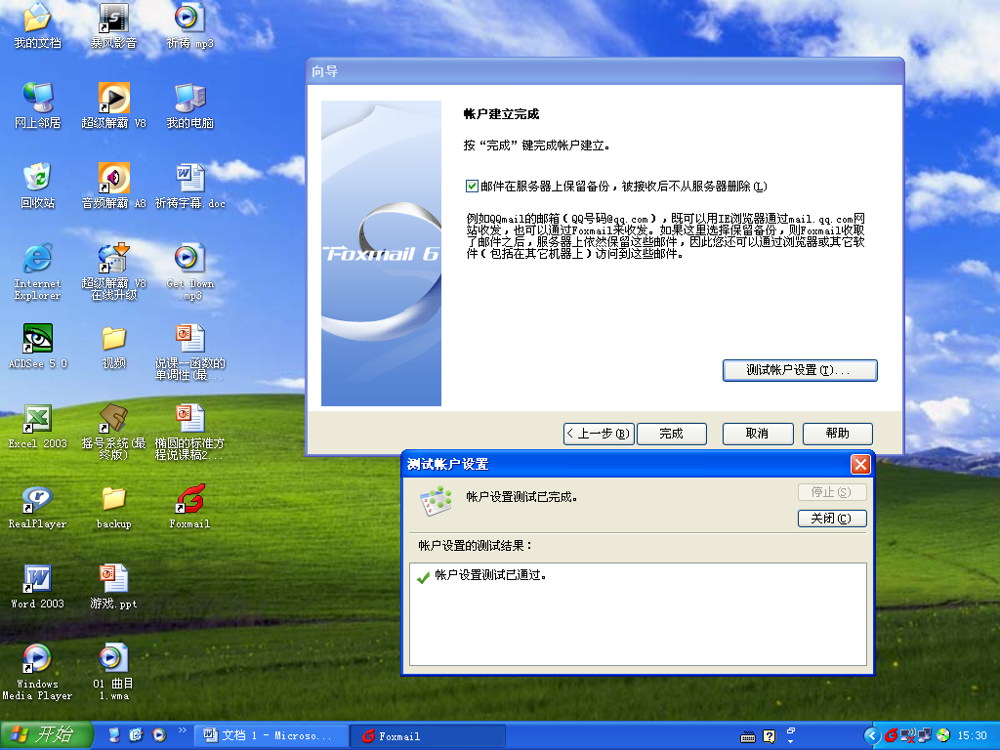 我的文档
暴风影音
祈祷.mp3
网上邻居
超级解霸 V8
我的电脑
回收站
音频解霸 A8
祈祷字幕.doc
Internet
Explorer
超级解霸 V8
在线升级
Get Down
.mp3
ACDSee 5.0
视频
说课--函数的
单调性(最...
Excel 2003
摇号系统(最
终版)
椭圆的标准方
程说课稿2...
RealPlayer
backup
Foxmail
Word 2003
游戏.ppt
Windows
Media Player
01 曲目
1.wma
向导
Foxmail 6
帐户建立完成
按“完成”键完成帐户建立。
邮件在服务器上保留备份，被接收后不从服务器删除(L)
例如QQmail的邮箱(QQ号码@qq.com)，既可以用IE浏览器通过mail.qq.com网
站收发，也可以通过Foxmail来收发。如果这里选择保留备份，则Foxmail收取
了邮件之后，服务器上依然保留这些邮件，因此您还可以通过浏览器或其它软
件(包括在其它机器上)访问到这些邮件。
测试帐户设置(T)...
< 上一步(B)
完成
取消
帮助
测试帐户设置
帐户设置测试已完成。
停止(S)
关闭(C)
帐户设置的测试结果：
帐户设置测试已通过。
开始
文档 1 - Microso...
Foxmail
15:30